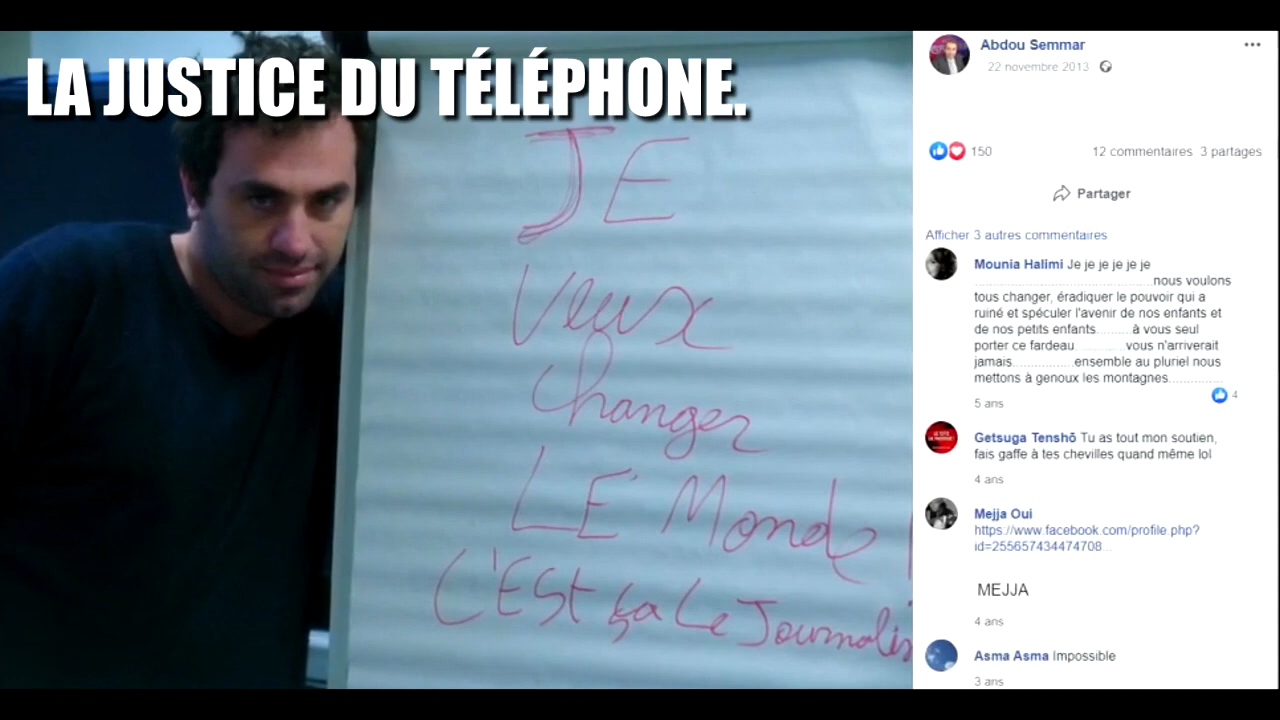 LA JUSTICE DU TÉLÉPHONE.
JE
Veux
changer
LE Monde !
C'ESt ça Le Journalis
Abdou Semmar
22 novembre 2013
150
12 commentaires 3 partages
Partager
Afficher 3 autres commentaires
Mounia Halimi Je je je je je je
......................................................nous voulons
tous changer, éradiquer le pouvoir qui a
ruiné et spéculer l'avenir de nos enfants et
de nos petits enfants...........à vous seul
porter ce fardeau................vous n'arriverait
jamais...................ensemble au pluriel nous
mettons à genoux les montagnes................
4
5 ans
Getsuga Tenshō Tu as tout mon soutien,
fais gaffe à tes chevilles quand même lol
4 ans
Mejja Oui
https://www.facebook.com/profile.php?
id=255657434474708...
MEJJA
4 ans
Asma Asma Impossible
3 ans